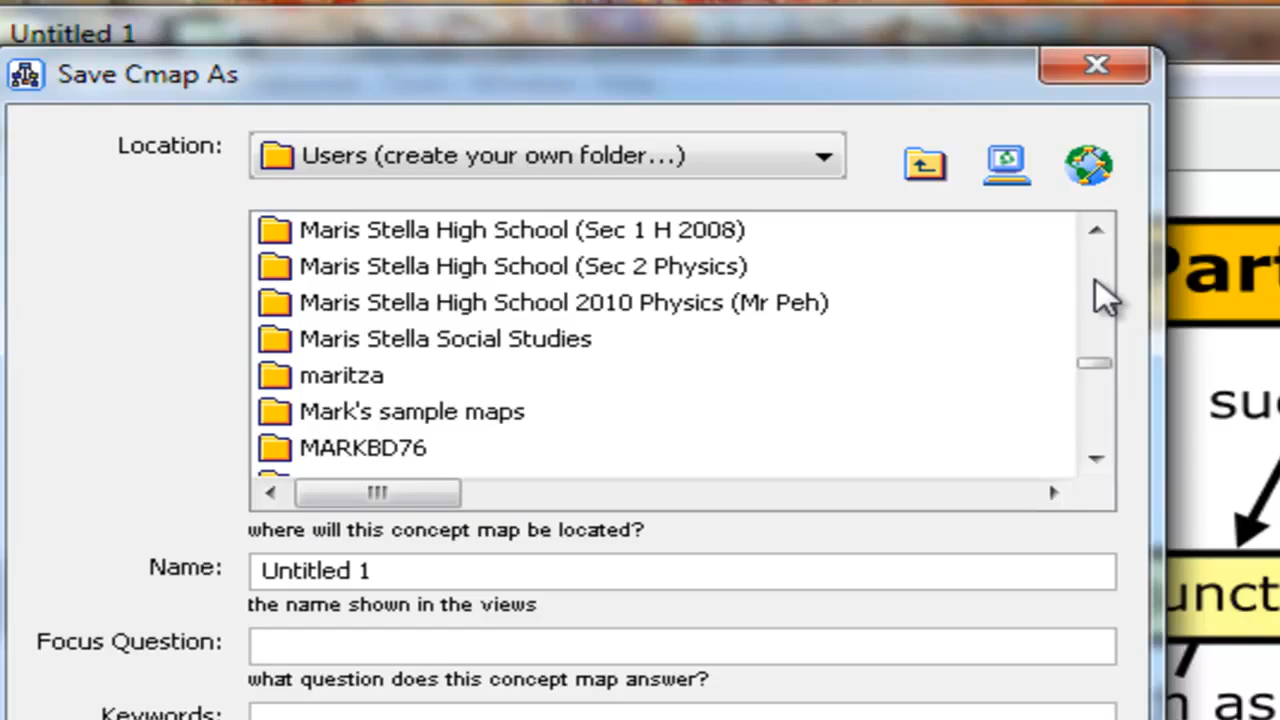 Untitled 1
Save Cmap As
Location:
Users (create your own folder...)
Maris Stella High School (Sec 1 H 2008)
Maris Stella High School (Sec 2 Physics)
Maris Stella High School 2010 Physics (Mr Peh)
Maris Stella Social Studies
maritza
Mark's sample maps
MARKBD76
where will this concept map be located?
Name:
Untitled 1
the name shown in the views
Focus Question:
what question does this concept map answer?
Keywords:
as